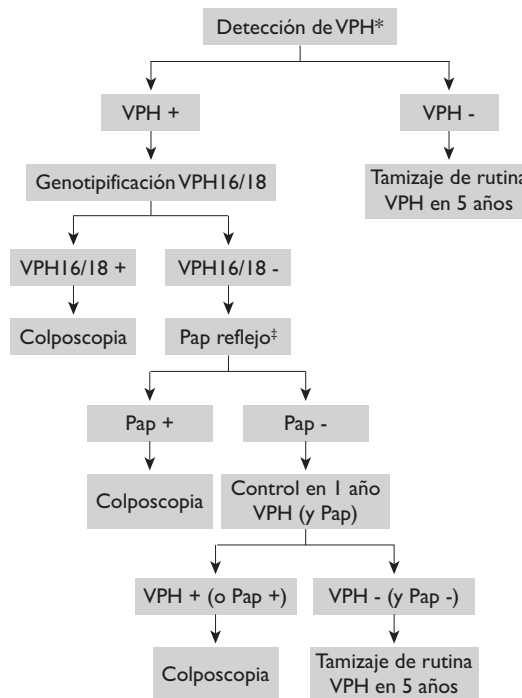 Detección de VPH*
VPH +
VPH -
Genotipificación VPH16/18
Tamizaje de rutina
VPH en 5 años
VPH16/18 +
VPH16/18 -
Colposcopia
Pap reflejo‡
Pap +
Pap -
Colposcopia
Control en 1 año
VPH (y Pap)
VPH + (o Pap +)
VPH - (y Pap -)
Colposcopia
Tamizaje de rutina
VPH en 5 años